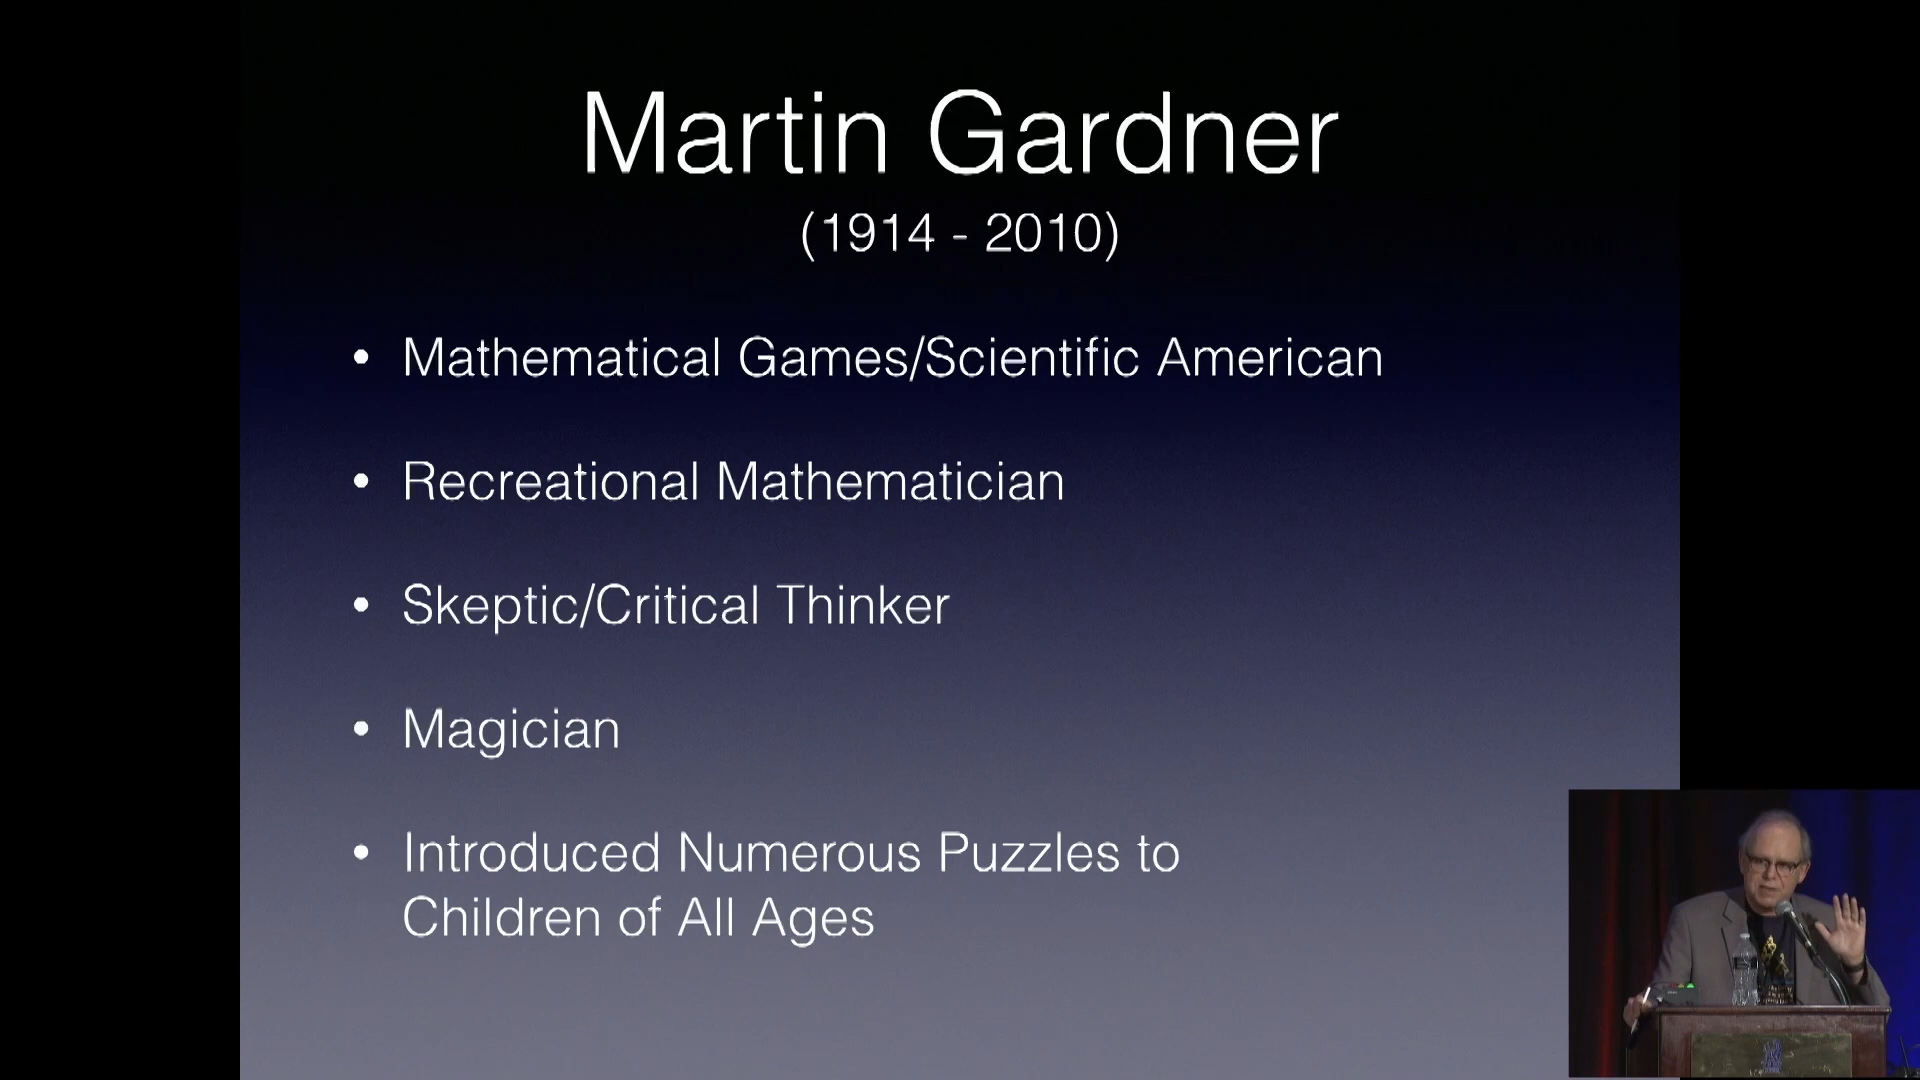 Martin Gardner
(1914 - 2010)
• Mathematical Games/Scientific American
• Recreational Mathematician
• Skeptic/Critical Thinker
• Magician
• Introduced Numerous Puzzles to
Children of All Ages